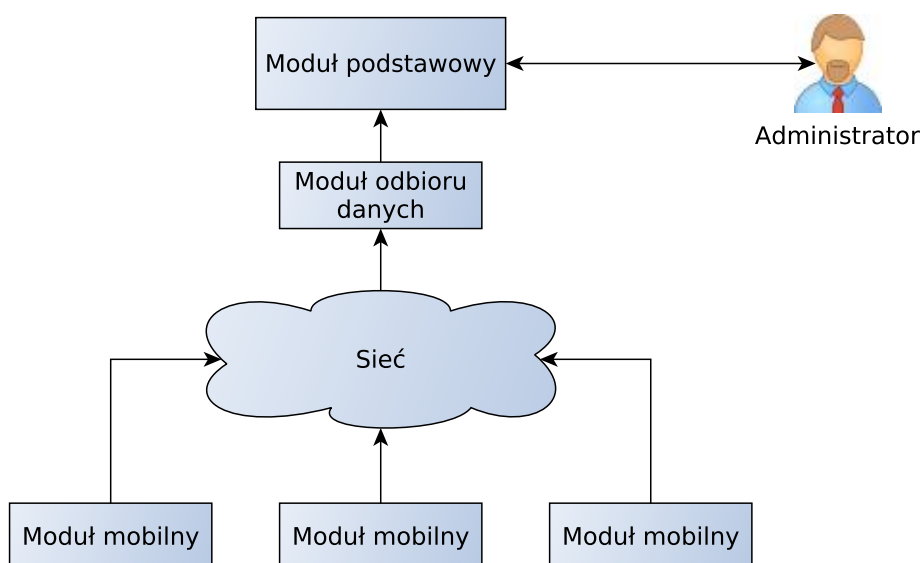 Moduł podstawowy
Administrator
Moduł odbioru
danych
Sieć
Moduł mobilny
Moduł mobilny
Moduł mobilny